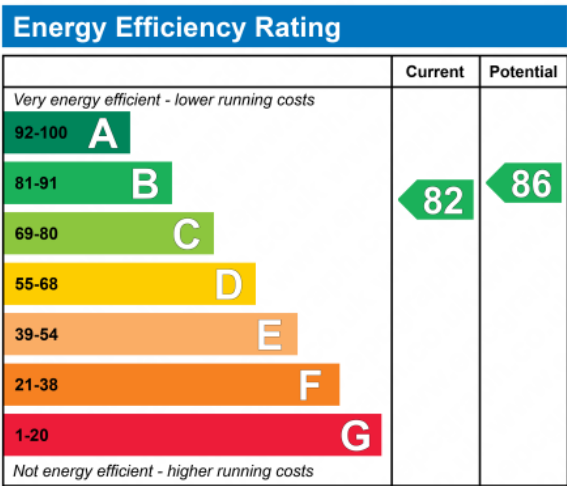 Energy Efficiency Rating
Current Potential
Very energy efficient - lower running costs
92-100 A
81-91 B
82 86
69-80 C
55-68 D
39-54 E
21-38 F
1-20 G
Not energy efficient - higher running costs